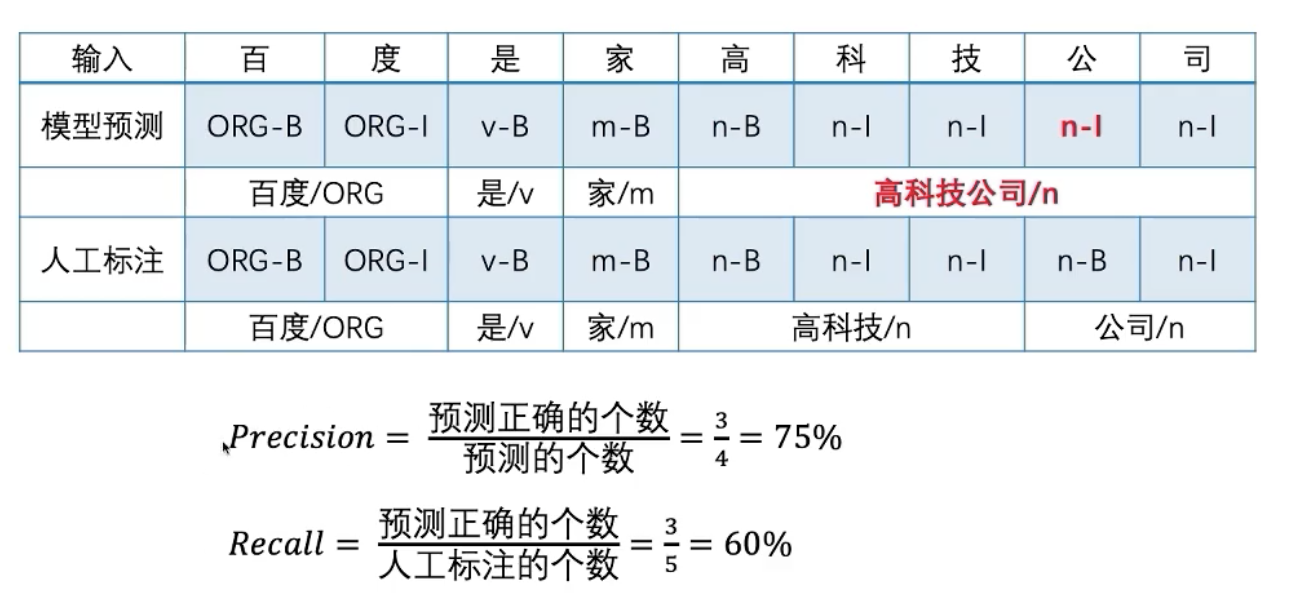 输入 百 度 是 家 高 科 技 公 司
模型预测 ORG-B ORG-I v-B m-B n-B n-I n-I n-I n-I
百度/ORG 是/v 家/m 高科技公司/n
人工标注 ORG-B ORG-I v-B m-B n-B n-I n-I n-B n-I
百度/ORG 是/v 家/m 高科技/n 公司/n
Precision = 预测正确的个数/预测的个数 = 3/4 = 75%
Recall = 预测正确的个数/人工标注的个数 = 3/5 = 60%